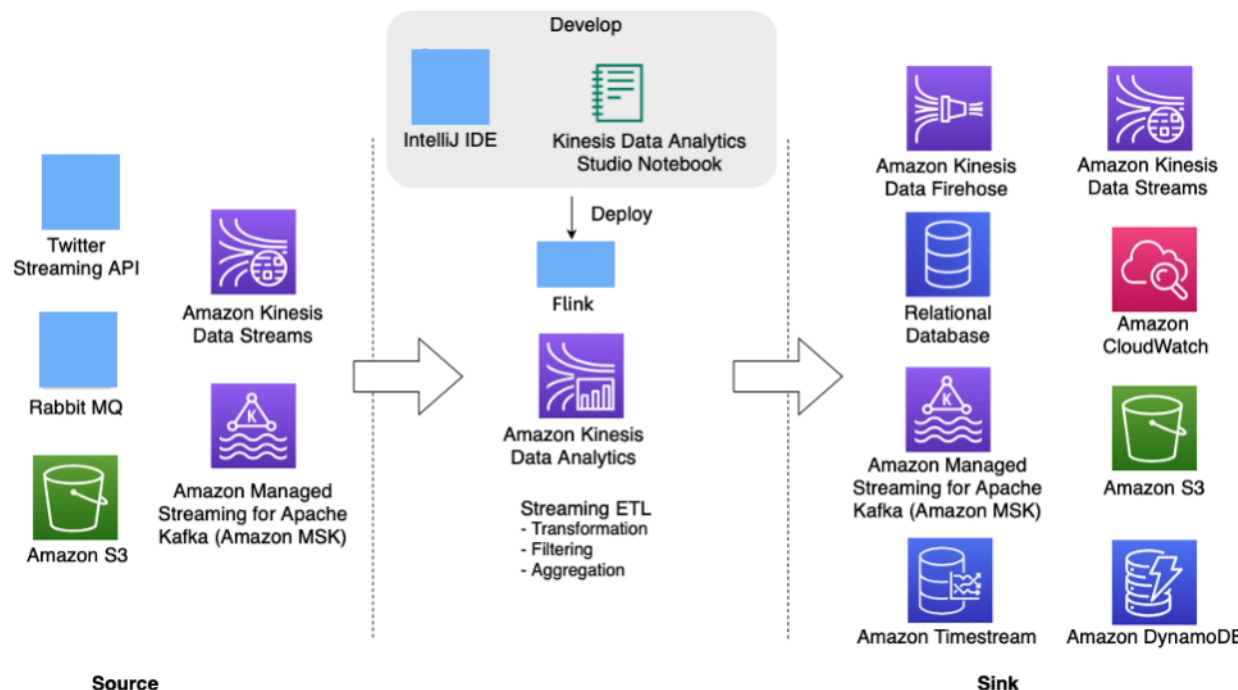 Develop
IntelliJ IDE
Kinesis Data Analytics
Studio Notebook
Deploy
Flink
Twitter
Streaming API
Amazon Kinesis
Data Streams
Rabbit MQ
Amazon S3
K
Amazon Managed
Streaming for Apache
Kafka (Amazon MSK)
Source
Amazon Kinesis
Data Analytics
Streaming ETL
- Transformation
- Filtering
- Aggregation
Amazon Kinesis
Data Firehose
Amazon Kinesis
Data Streams
Relational
Database
Amazon
CloudWatch
K
Amazon Managed
Streaming for Apache
Kafka (Amazon MSK)
Amazon S3
Amazon Timestream
Amazon DynamoDB
Sink